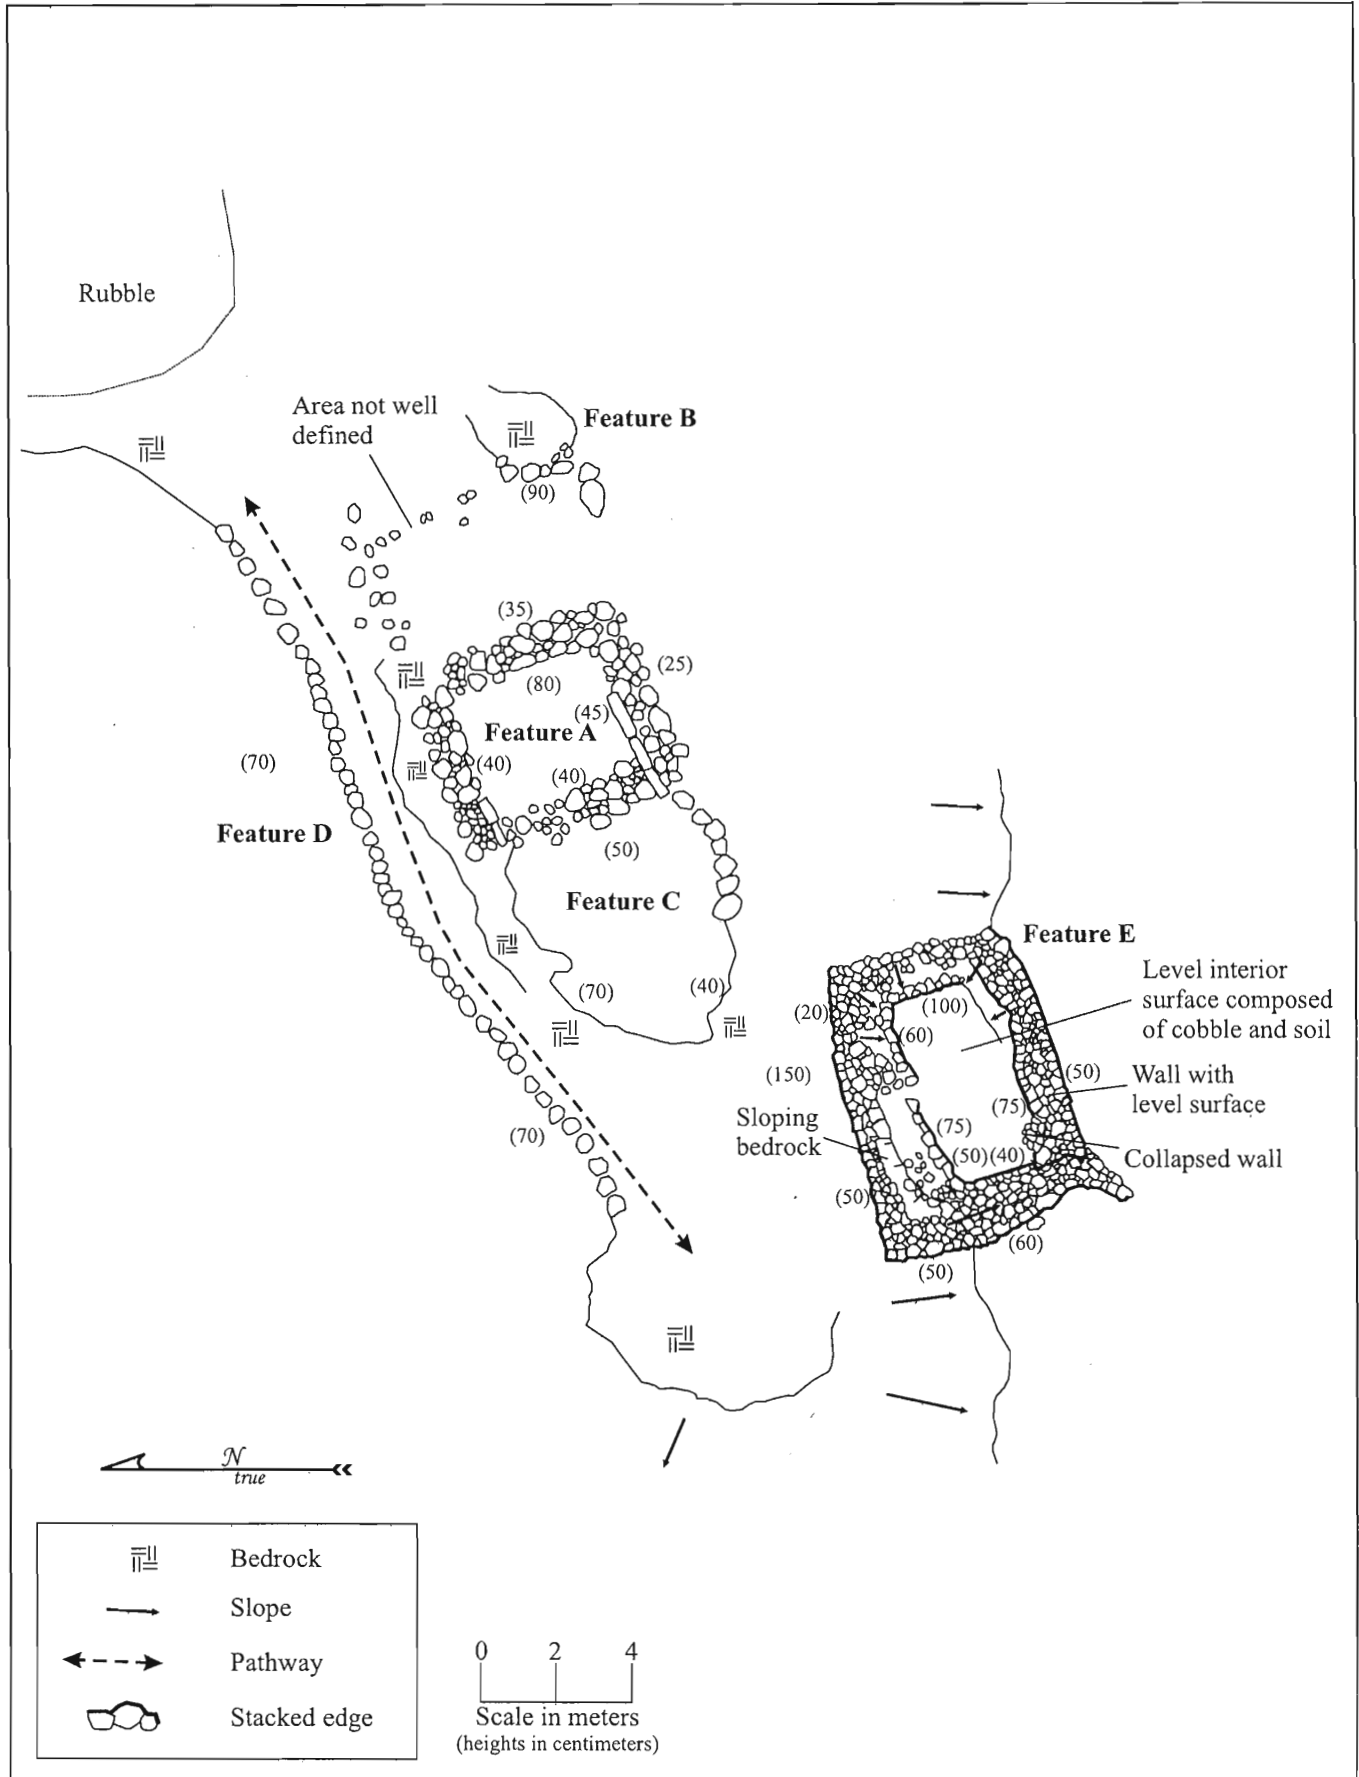 Rubble
Area not well
defined
Feature B
(90)
(35)
(25)
(80)
(45)
Feature A
(40)
(40)
(70)
Feature D
(50)
Feature C
(70)
(40)
(70)
Feature E
Level interior
surface composed
of cobble and soil
(100)
(20)
(60)
(150)
(50)
Wall with
level surface
(75)
Sloping
bedrock
(75)
(50)
(40)
Collapsed wall
(50)
(60)
(50)
N
true
Bedrock
Slope
Pathway
Stacked edge
0 2 4
Scale in meters
(heights in centimeters)